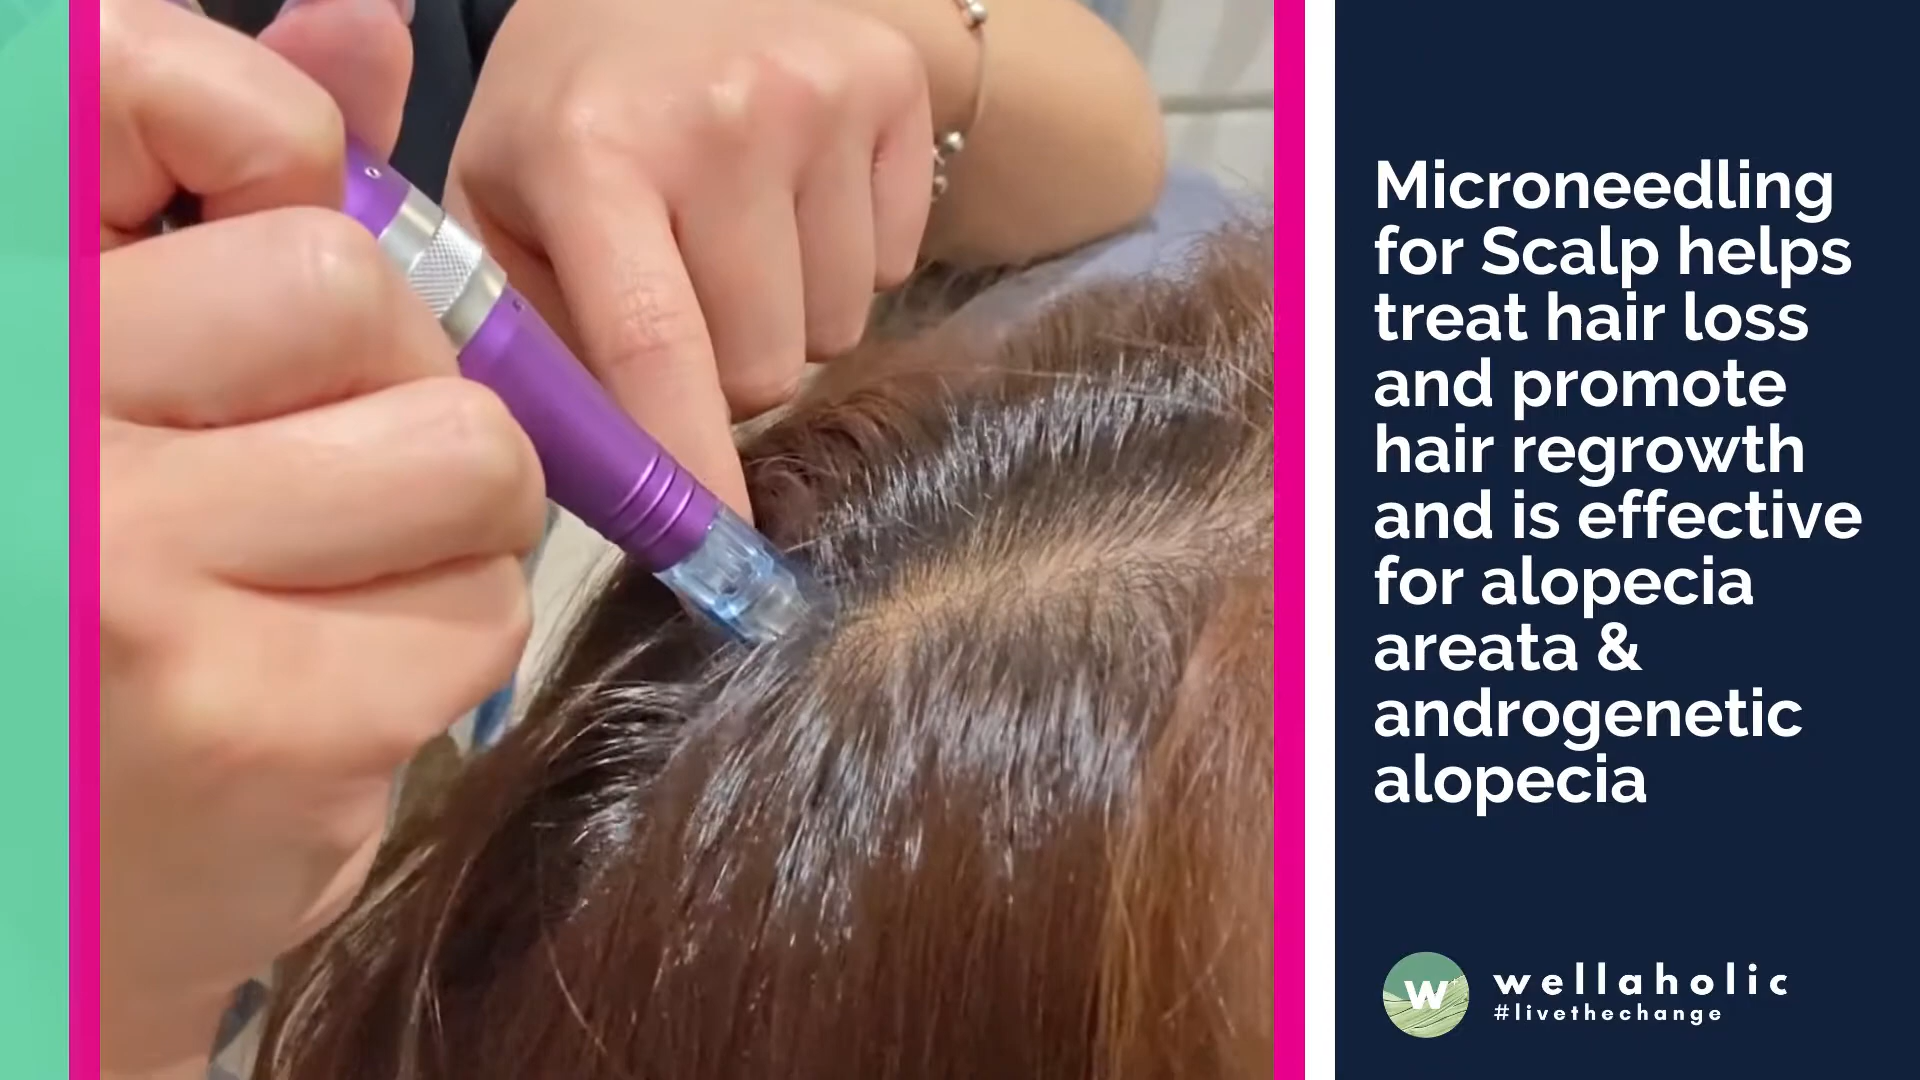 Microneedling
for Scalp helps
treat hair loss
and promote
hair regrowth
and is effective
for alopecia
areata &
androgenetic
alopecia
w+
wellaholic
#livethechange